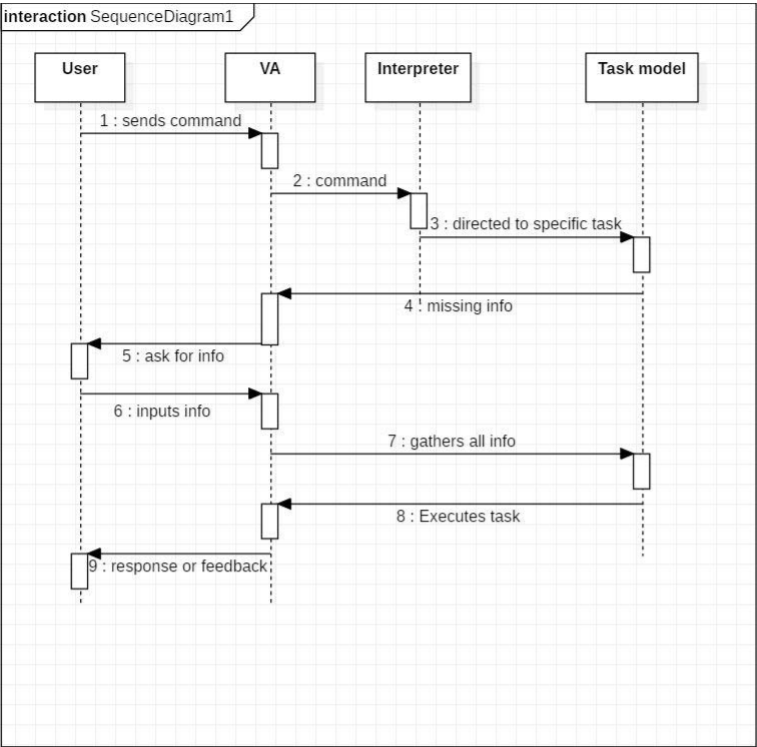 interaction SequenceDiagram1
User
VA
Interpreter
Task model
1 : sends command
2 : command
3 : directed to specific task
4 : missing info
5 : ask for info
6 : inputs info
7 : gathers all info
8 : Executes task
9 : response or feedback